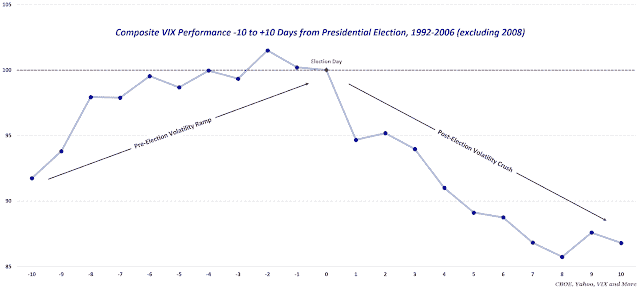 Composite VIX Performance -10 to +10 Days from Presidential Election, 1992-2006 (excluding 2008)
105
100
95
90
85
Election Day
Pre-Election Volatility Ramp
Post-Election Volatility Crush
-10 -9 -8 -7 -6 -5 -4 -3 -2 -1 0 1 2 3 4 5 6 7 8 9 10
CBOE, Yahoo, VIX and More